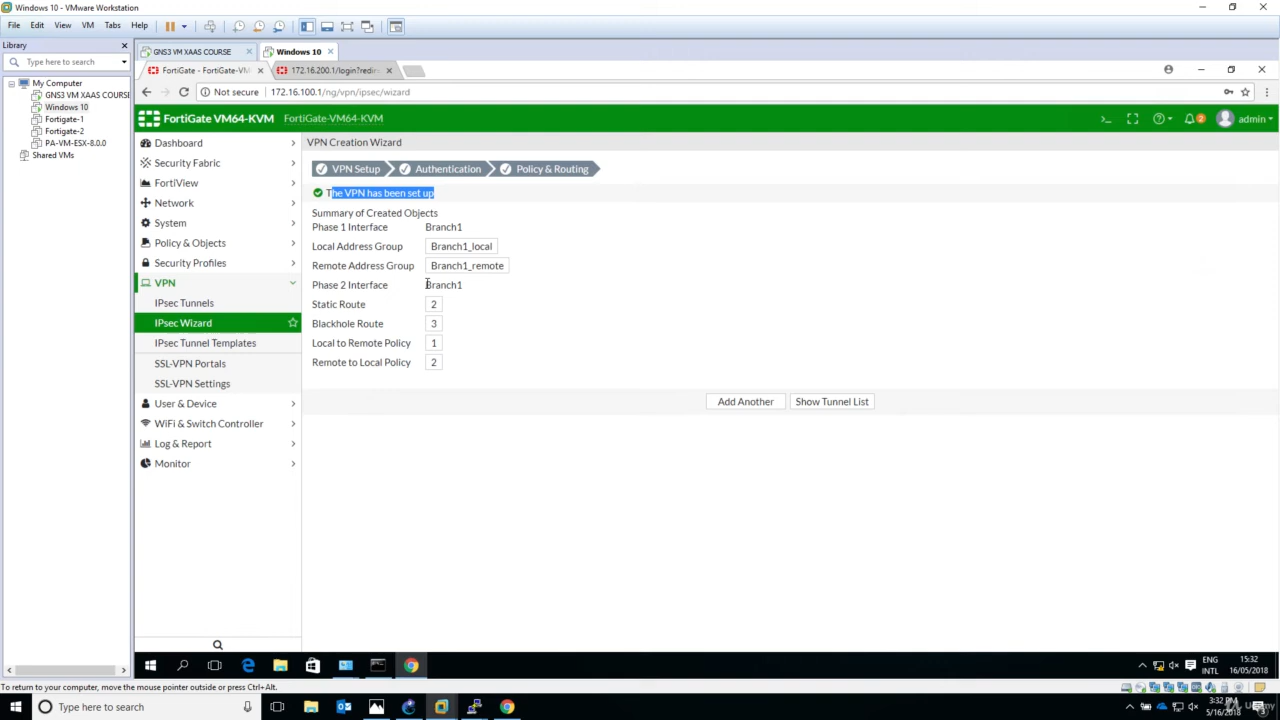 Windows 10 - VMware Workstation
File Edit View VM Tabs Help
Library
Type here to search
My Computer
GNS3 VM XAAS COURSE
Windows 10
Fortigate-1
Fortigate-2
PA-VM-ESX-8.0.0
Shared VMs
GNS3 VM XAAS COURSE
Windows 10
FortiGate - FortiGate-VM
172.16.200.1/login?redir
Not secure 172.16.100.1/ng/vpn/ipsec/wizard
FortiGate VM64-KVM FortiGate-VM64-KVM
2 admin
Dashboard
Security Fabric
FortiView
Network
System
Policy & Objects
Security Profiles
VPN
IPsec Tunnels
IPsec Wizard
IPsec Tunnel Templates
SSL-VPN Portals
SSL-VPN Settings
User & Device
WiFi & Switch Controller
Log & Report
Monitor
VPN Creation Wizard
VPN Setup Authentication Policy & Routing
The VPN has been set up
Summary of Created Objects
Phase 1 Interface Branch1
Local Address Group Branch1_local
Remote Address Group Branch1_remote
Phase 2 Interface Branch1
Static Route 2
Blackhole Route 3
Local to Remote Policy 1
Remote to Local Policy 2
Add Another Show Tunnel List
ENG
INTL
15:32
16/05/2018
To return to your computer, move the mouse pointer outside or press Ctrl+Alt.
Type here to search
3:32 PM
5/16/2018
Udemy